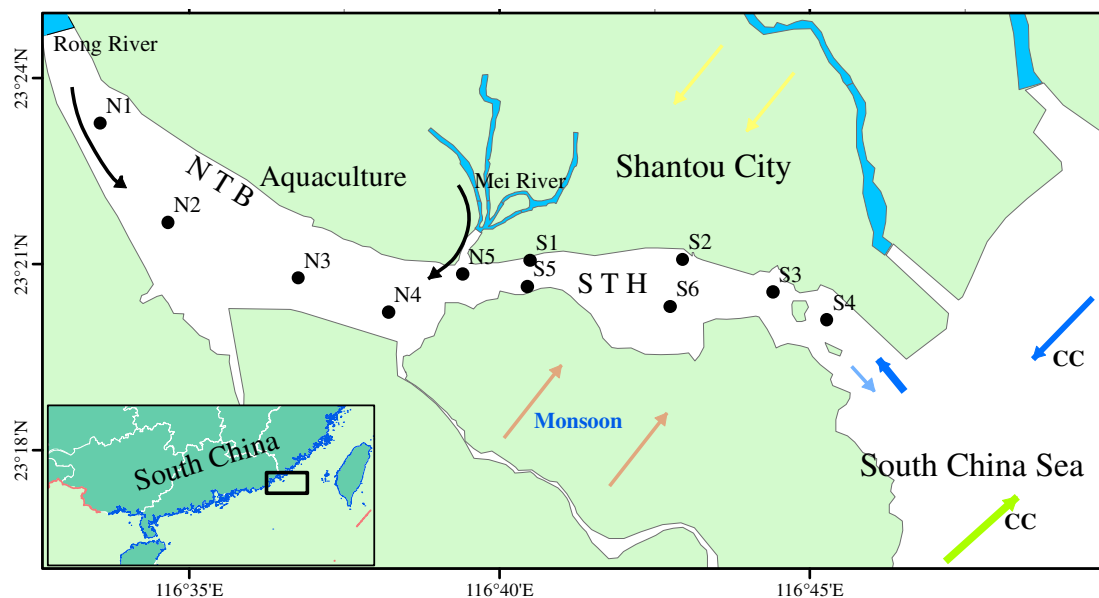 Rong River
23°24'N
N1
NTB
Aquaculture
Mei River
Shantou City
N2
23°21'N
N3
N4
N5
S1
S5
STH
S2
S6
S3
S4
CC
Monsoon
23°18'N
South China
South China Sea
CC
116°35'E
116°40'E
116°45'E